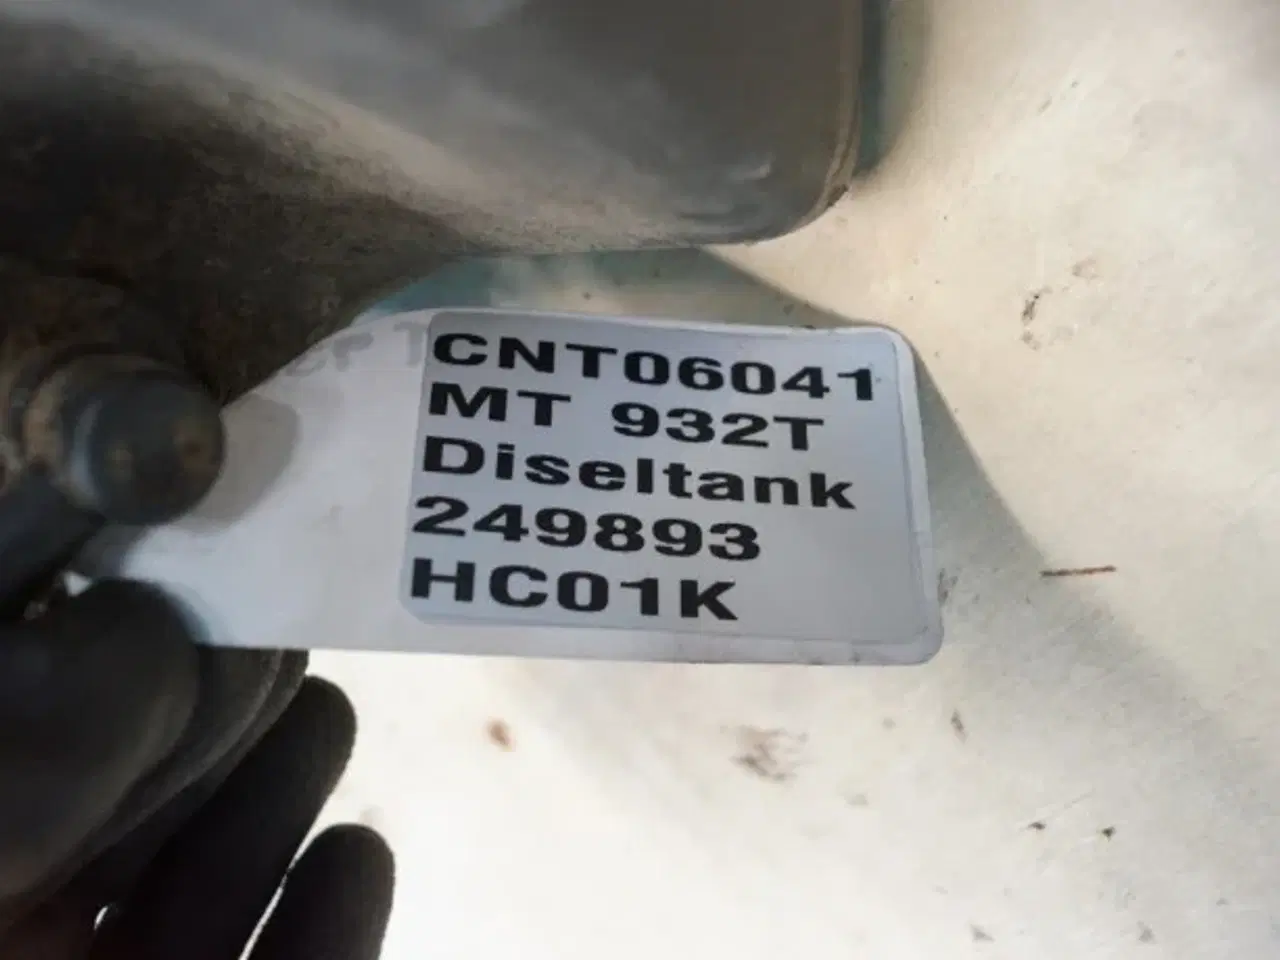 CNT06041
MT 932T
Diseltank
249893
HC01K